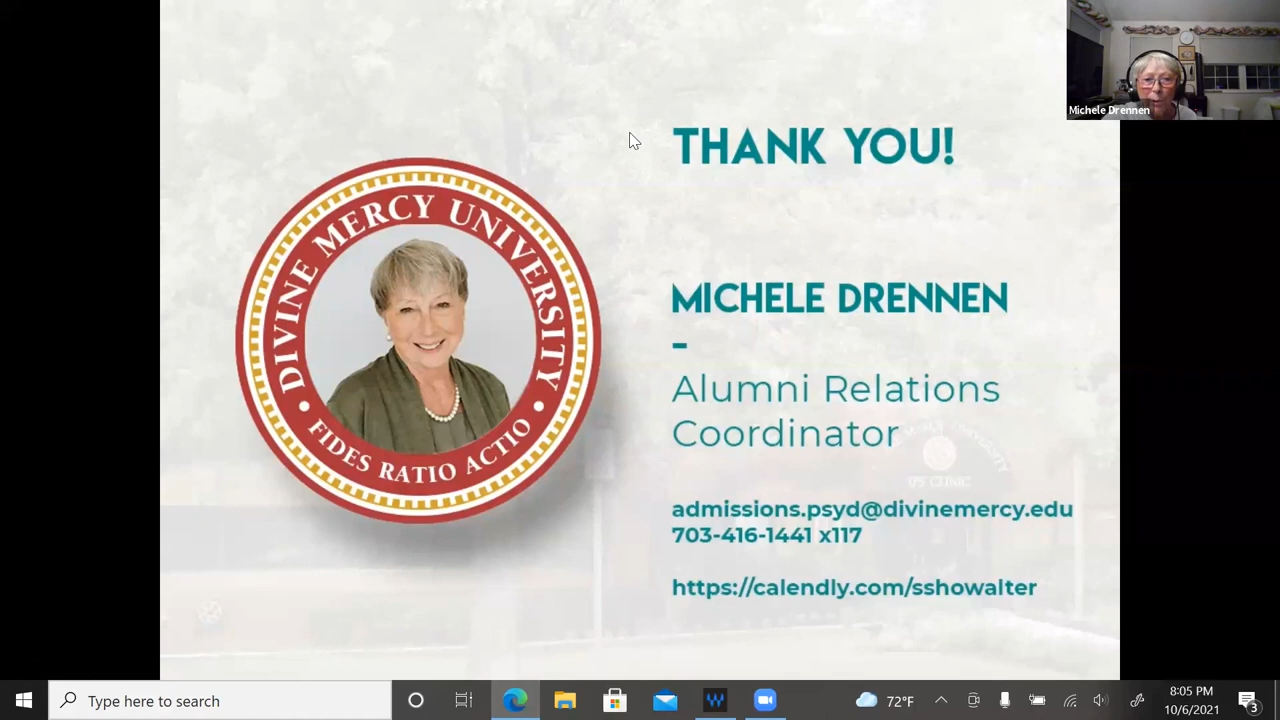 THANK YOU!
Michele Drennen
DIVINE MERCY UNIVERSITY
FIDES RATIO ACTIO
MICHELE DRENNEN
-
Alumni Relations
Coordinator
US CLINIC
admissions.psyd@divinemercy.edu
703-416-1441 x117
https://calendly.com/sshowalter
Type here to search
72°F
8:05 PM
10/6/2021
3